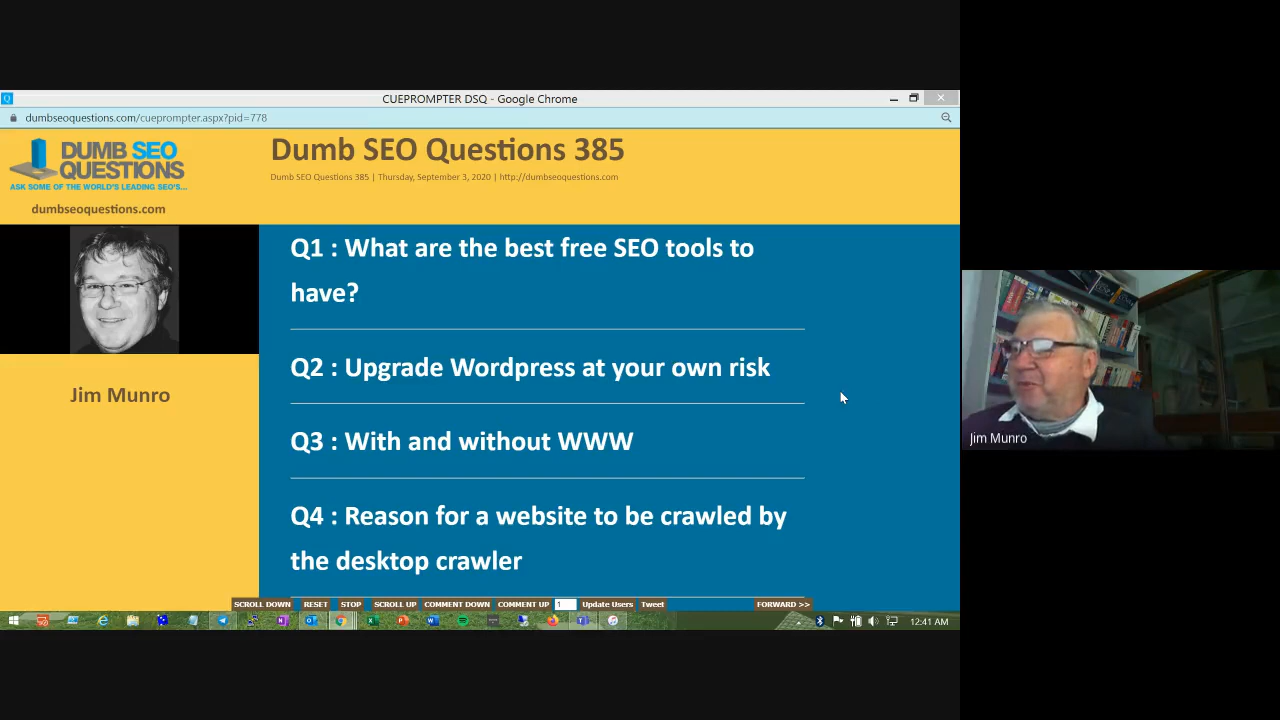 CUEPROMPTER DSQ - Google Chrome
dumbseoquestions.com/cueprompter.aspx?pid=778
DUMB SEO
QUESTIONS
ASK SOME OF THE WORLD'S LEADING SEO'S...
dumbseoquestions.com
Dumb SEO Questions 385
Dumb SEO Questions 385 | Thursday, September 3, 2020 | http://dumbseoquestions.com
Jim Munro
Q1 : What are the best free SEO tools to
have?
Q2 : Upgrade Wordpress at your own risk
Q3 : With and without WWW
Q4 : Reason for a website to be crawled by
the desktop crawler
Jim Munro
SCROLL DOWN RESET STOP SCROLL UP COMMENT DOWN COMMENT UP 1 Update Users Tweet FORWARD >>
12:41 AM